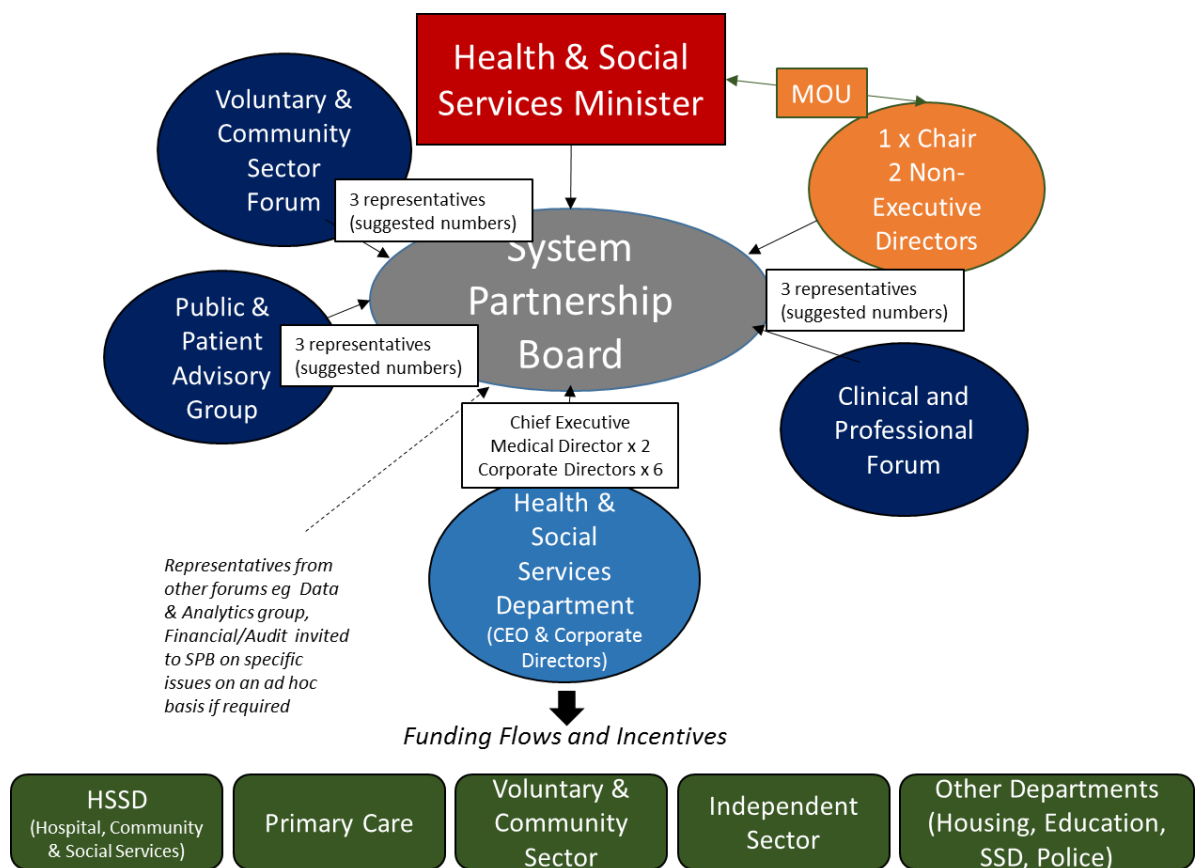 Health & Social
Services Minister
MOU
Voluntary &
Community
Sector
Forum
1 x Chair
2 Non-
Executive
Directors
3 representatives
(suggested numbers)
System
Partnership
Board
Public &
Patient
Advisory
Group
3 representatives
(suggested numbers)
3 representatives
(suggested numbers)
Clinical and
Professional
Forum
Chief Executive
Medical Director x 2
Corporate Directors x 6
Health &
Social
Services
Department
(CEO & Corporate
Directors)
Representatives from
other forums eg  Data
& Analytics group,
Financial/Audit  invited
to SPB on specific
issues on an ad hoc
basis if required
Funding Flows and Incentives
HSSD
(Hospital, Community
& Social Services)
Primary Care
Voluntary &
Community
Sector
Independent
Sector
Other Departments
(Housing, Education,
SSD, Police)